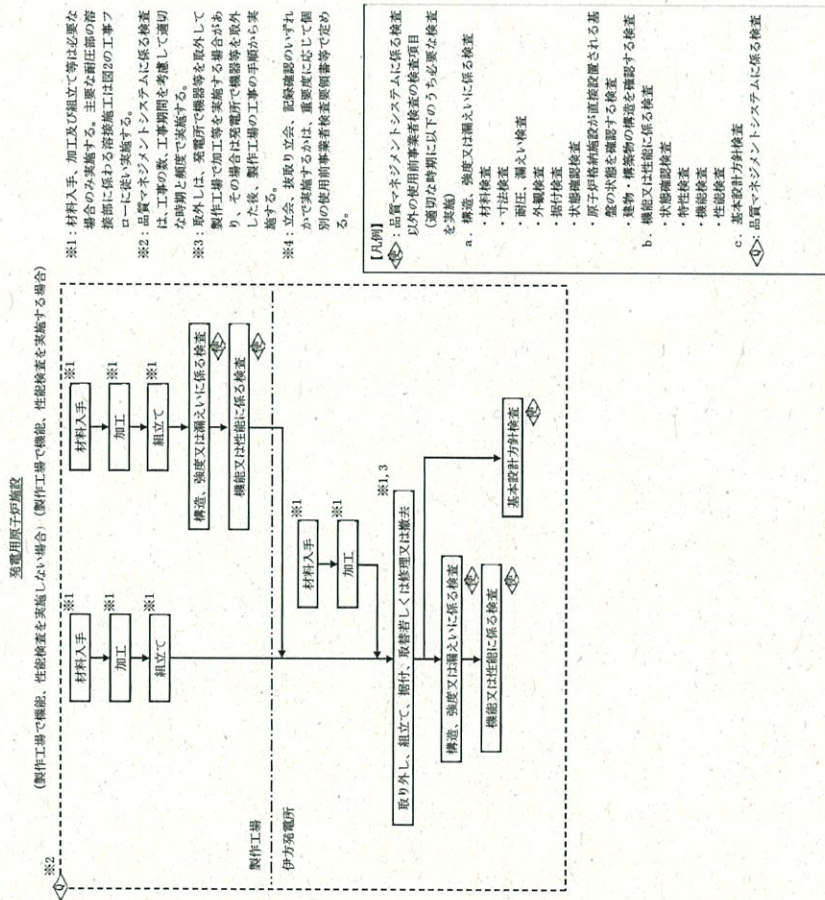 発電用原子炉施設
(製作工場で機能、性能検査を実施しない場合) (製作工場で機能、性能検査を実施する場合)
※2
Q
材料入手
※1
加工
※1
組立て
※1
材料入手
※1
加工
※1
組立て
※1
構造、強度又は漏えいに係る検査
使
機能又は性能に係る検査
使
製作工場
伊方発電所
材料入手
※1
加工
※1
※1,3
取り外し、組立て、据付、取替若しくは修理又は撤去
構造、強度又は漏えいに係る検査
使
機能又は性能に係る検査
使
基本設計方針検査
使
※1：材料入手、加工及び組立て等は必要な
場合のみ実施する。主要な耐圧部の溶
接部に係わる溶接施工は図2の工事フ
ローに従い実施する。
※2：品質マネジメントシステムに係る検査
は、工事の数、工事期間を考慮して適切
な時期と頻度で実施する。
※3：取外しは、発電所で機器等を取外して
製作工場で加工等を実施する場合があ
り、その場合は発電所で機器等を取外
した後、製作工場の工事の手順から実
施する。
※4：立会、抜取り立会、記録確認のいずれ
かで実施するかは、重要度に応じて個
別の使用前事業者検査要領書等で定め
る。
【凡例】
使：品質マネジメントシステムに係る検査
以外の使用前事業者検査の検査項目
(適切な時期に以下のうち必要な検査
を実施)
a．構造、強度又は漏えいに係る検査
・材料検査
・寸法検査
・耐圧、漏えい検査
・外観検査
・据付検査
・状態確認検査
・原子炉格納施設が直接設置される基
盤の状態を確認する検査
・建物・構築物の構造を確認する検査
b．機能又は性能に係る検査
・状態確認検査
・特性検査
・機能検査
・性能検査
c．基本設計方針検査
Q：品質マネジメントシステムに係る検査